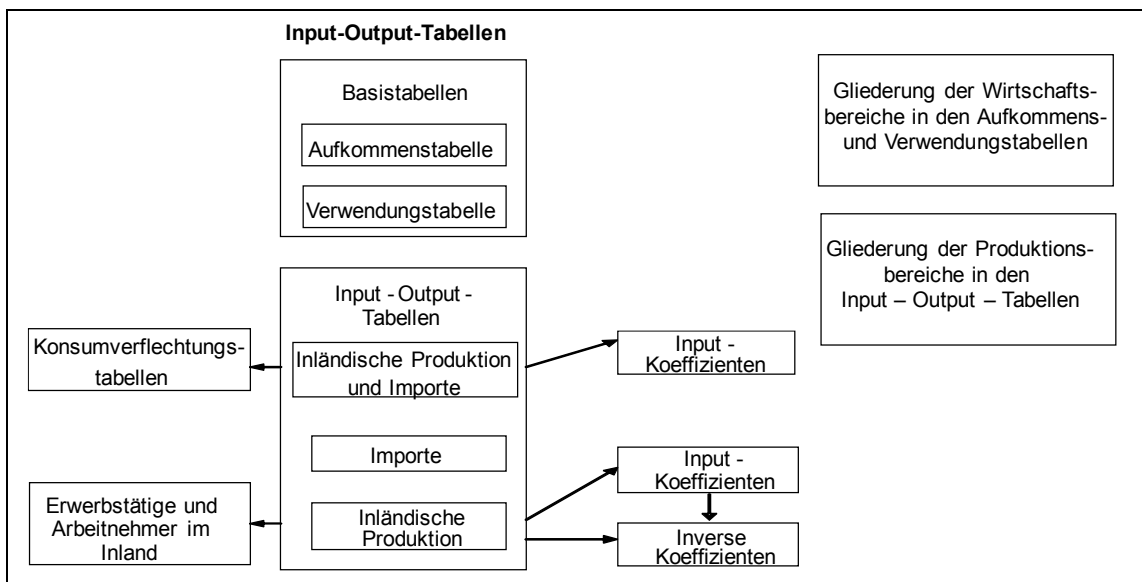 Input-Output-Tabellen
Basistabellen
Aufkommenstabelle
Verwendungstabelle
Gliederung der Wirtschafts-
bereiche in den Aufkommens-
und Verwendungstabellen
Gliederung der Produktions-
bereiche in den
Input – Output – Tabellen
Input - Output -
Tabellen
Inländische Produktion
und Importe
Importe
Inländische
Produktion
Konsumverflechtungs-
tabellen
Erwerbstätige und
Arbeitnehmer im
Inland
Input -
Koeffizienten
Input -
Koeffizienten
Inverse
Koeffizienten